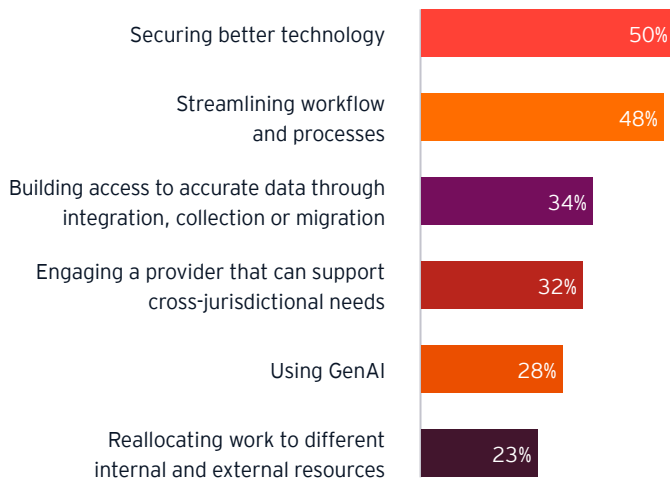 Securing better technology
50%
Streamlining workflow
and processes
48%
Building access to accurate data through
integration, collection or migration
34%
Engaging a provider that can support
cross-jurisdictional needs
32%
Using GenAI
28%
Reallocating work to different
internal and external resources
23%